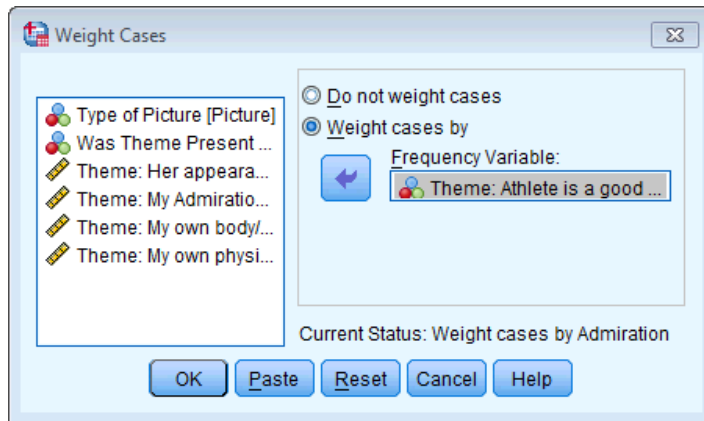 Weight Cases
Type of Picture [Picture]
Was Theme Present ...
Theme: Her appeara...
Theme: My Admiratio...
Theme: My own body/...
Theme: My own physi...
Do not weight cases
Weight cases by
Frequency Variable:
Theme: Athlete is a good ...
Current Status: Weight cases by Admiration
OK Paste Reset Cancel Help